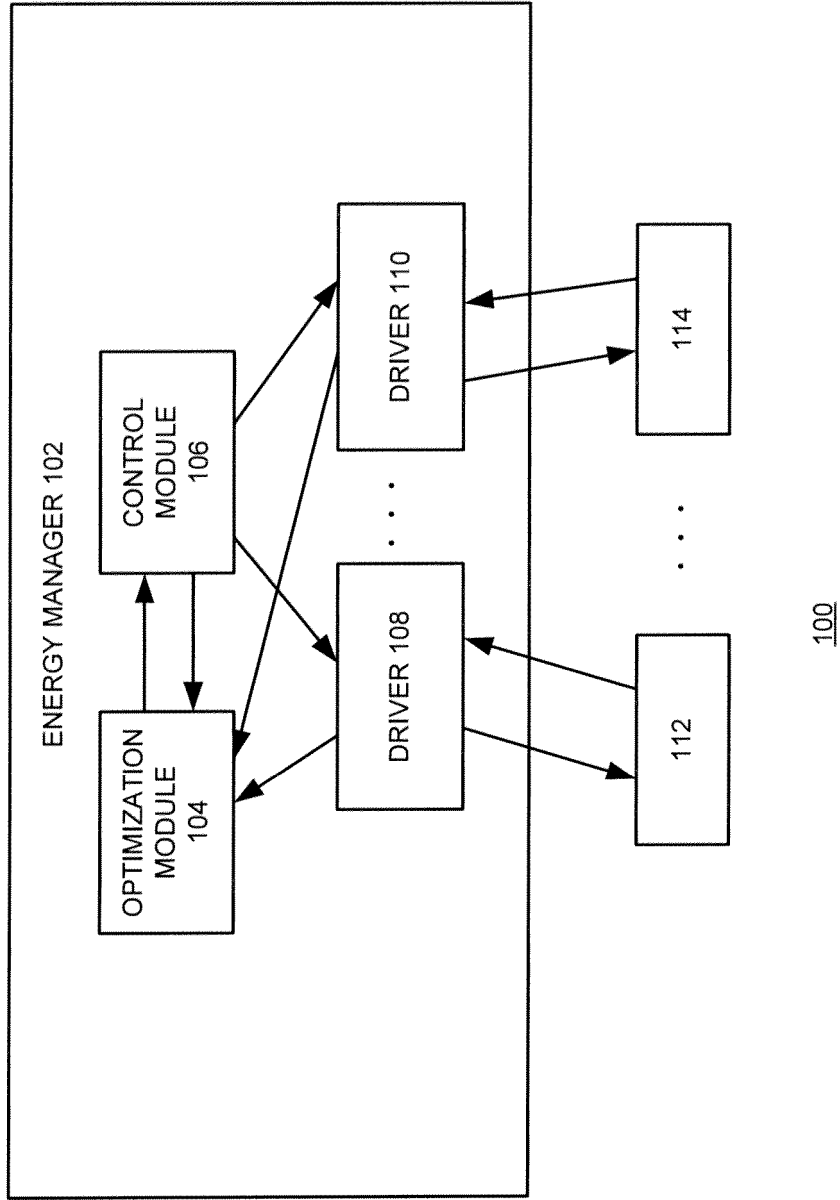 ENERGY MANAGER 102
OPTIMIZATION
MODULE
104
CONTROL
MODULE
106
DRIVER 108
. . .
DRIVER 110
112
. . .
114
100